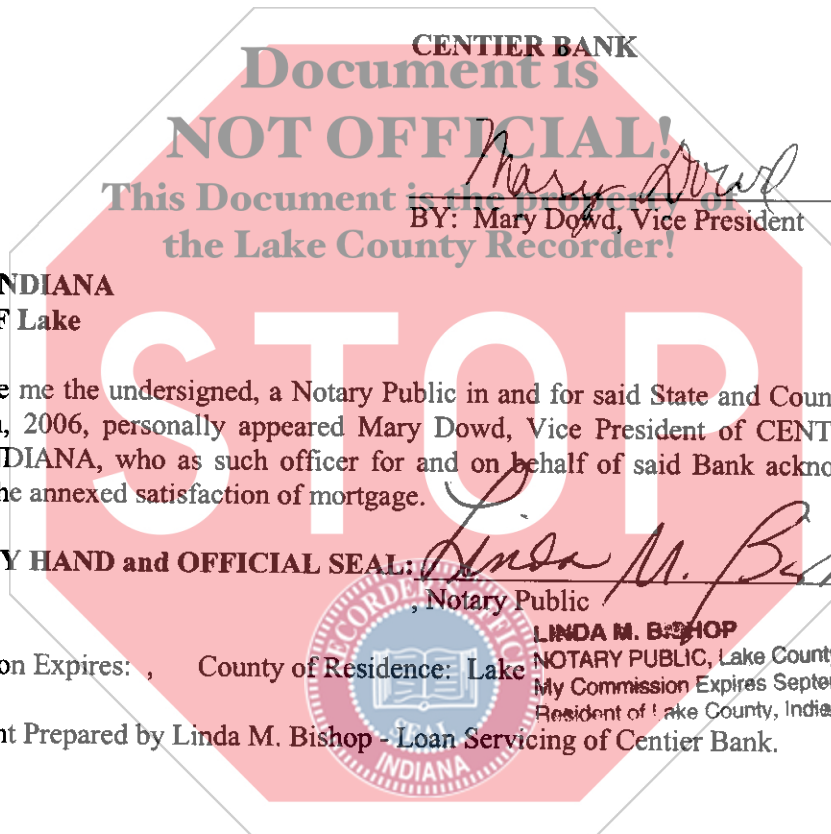 CENTIER BANK
Document is
NOT OFFICIAL!
Mary Dowd
This Document is the property of
BY: Mary Dowd, Vice President
the Lake County Recorder!
NDIANA
F Lake
STOP
e me the undersigned, a Notary Public in and for said State and Coun
, 2006, personally appeared Mary Dowd, Vice President of CENT
DIANA, who as such officer for and on behalf of said Bank ackno
he annexed satisfaction of mortgage.
Y HAND and OFFICIAL SEAL: Linda M. Bis
, Notary Public
LINDA M. BISHOP
on Expires: , County of Residence: Lake NOTARY PUBLIC, Lake County
My Commission Expires Septe
Resident of Lake County, India
nt Prepared by Linda M. Bishop - Loan Servicing of Centier Bank.
RECORDER'S OFFIC
SEAL
INDIANA